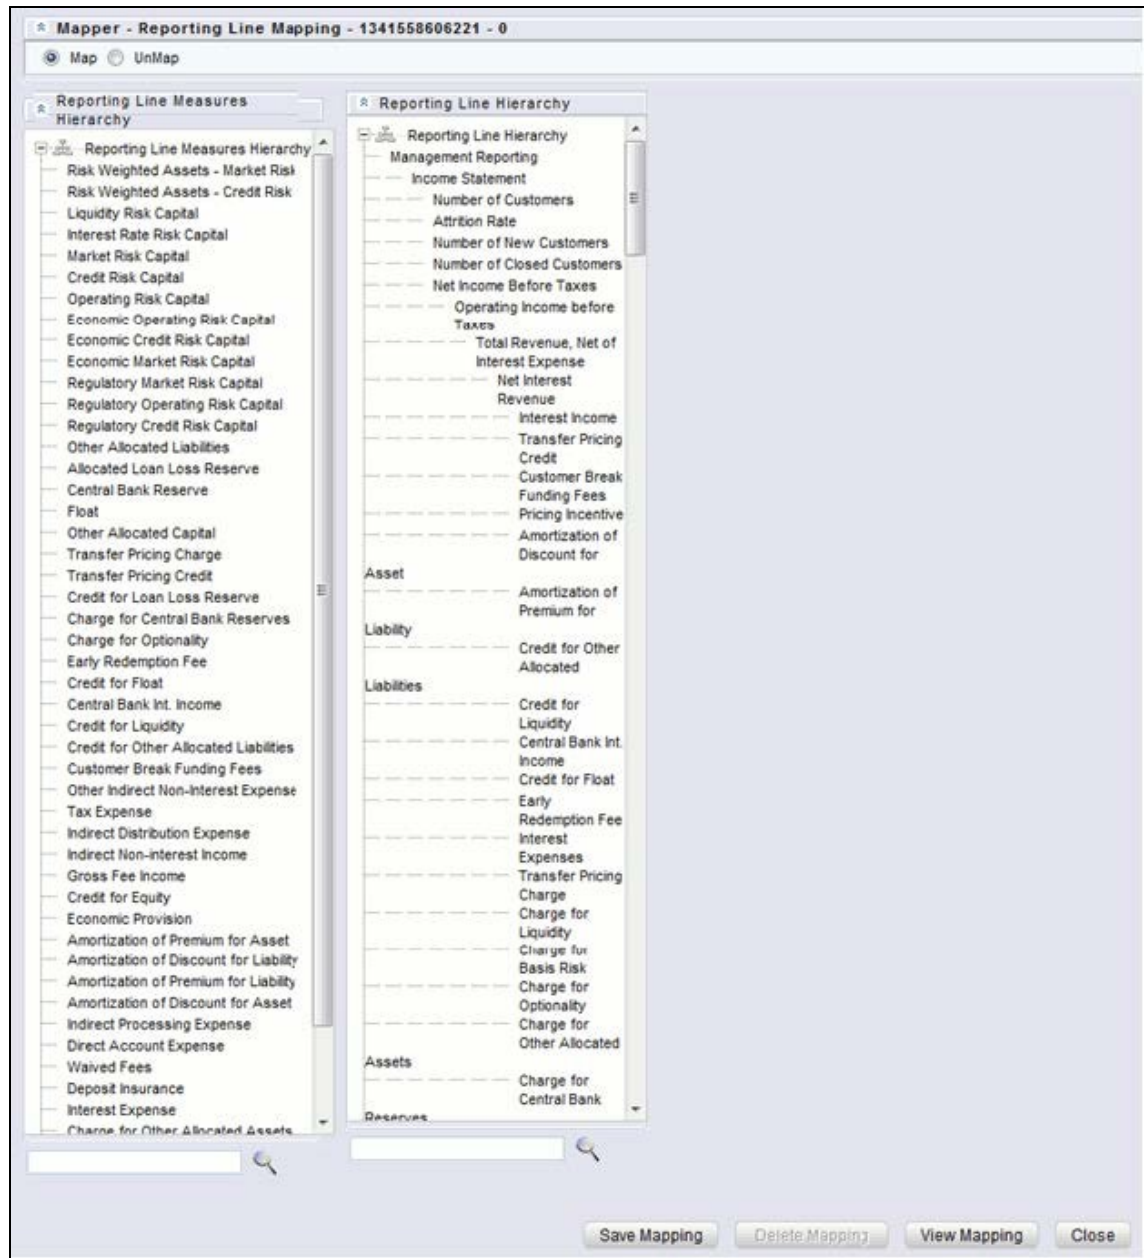 Mapper - Reporting Line Mapping - 1341558606221 - 0
Map UnMap
Reporting Line Measures
Hierarchy
Reporting Line Measures Hierarchy
Risk Weighted Assets - Market Risk
Risk Weighted Assets - Credit Risk
Liquidity Risk Capital
Interest Rate Risk Capital
Market Risk Capital
Credit Risk Capital
Operating Risk Capital
Economic Operating Risk Capital
Economic Credit Risk Capital
Economic Market Risk Capital
Regulatory Market Risk Capital
Regulatory Operating Risk Capital
Regulatory Credit Risk Capital
Other Allocated Liabilities
Allocated Loan Loss Reserve
Central Bank Reserve
Float
Other Allocated Capital
Transfer Pricing Charge
Transfer Pricing Credit
Credit for Loan Loss Reserve
Charge for Central Bank Reserves
Charge for Optionality
Early Redemption Fee
Credit for Float
Central Bank Int. Income
Credit for Liquidity
Credit for Other Allocated Liabilities
Customer Break Funding Fees
Other Indirect Non-Interest Expense
Tax Expense
Indirect Distribution Expense
Indirect Non-interest Income
Gross Fee Income
Credit for Equity
Economic Provision
Amortization of Premium for Asset
Amortization of Discount for Liability
Amortization of Premium for Liability
Amortization of Discount for Asset
Indirect Processing Expense
Direct Account Expense
Waived Fees
Deposit Insurance
Interest Expense
Charge for Other Allocated Assets
Reporting Line Hierarchy
Reporting Line Hierarchy
Management Reporting
Income Statement
Number of Customers
Attrition Rate
Number of New Customers
Number of Closed Customers
Net Income Before Taxes
Operating Income before
Taxes
Total Revenue, Net of
Interest Expense
Net Interest
Revenue
Interest Income
Transfer Pricing
Credit
Customer Break
Funding Fees
Pricing Incentive
Amortization of
Discount for
Asset
Amortization of
Premium for
Liability
Credit for Other
Allocated
Liabilities
Credit for
Liquidity
Central Bank Int.
Income
Credit for Float
Early
Redemption Fee
Interest
Expenses
Transfer Pricing
Charge
Charge for
Liquidity
Charge for
Basis Risk
Charge for
Optionality
Charge for
Other Allocated
Assets
Charge for
Central Bank
Reserves
Save Mapping Delete Mapping View Mapping Close